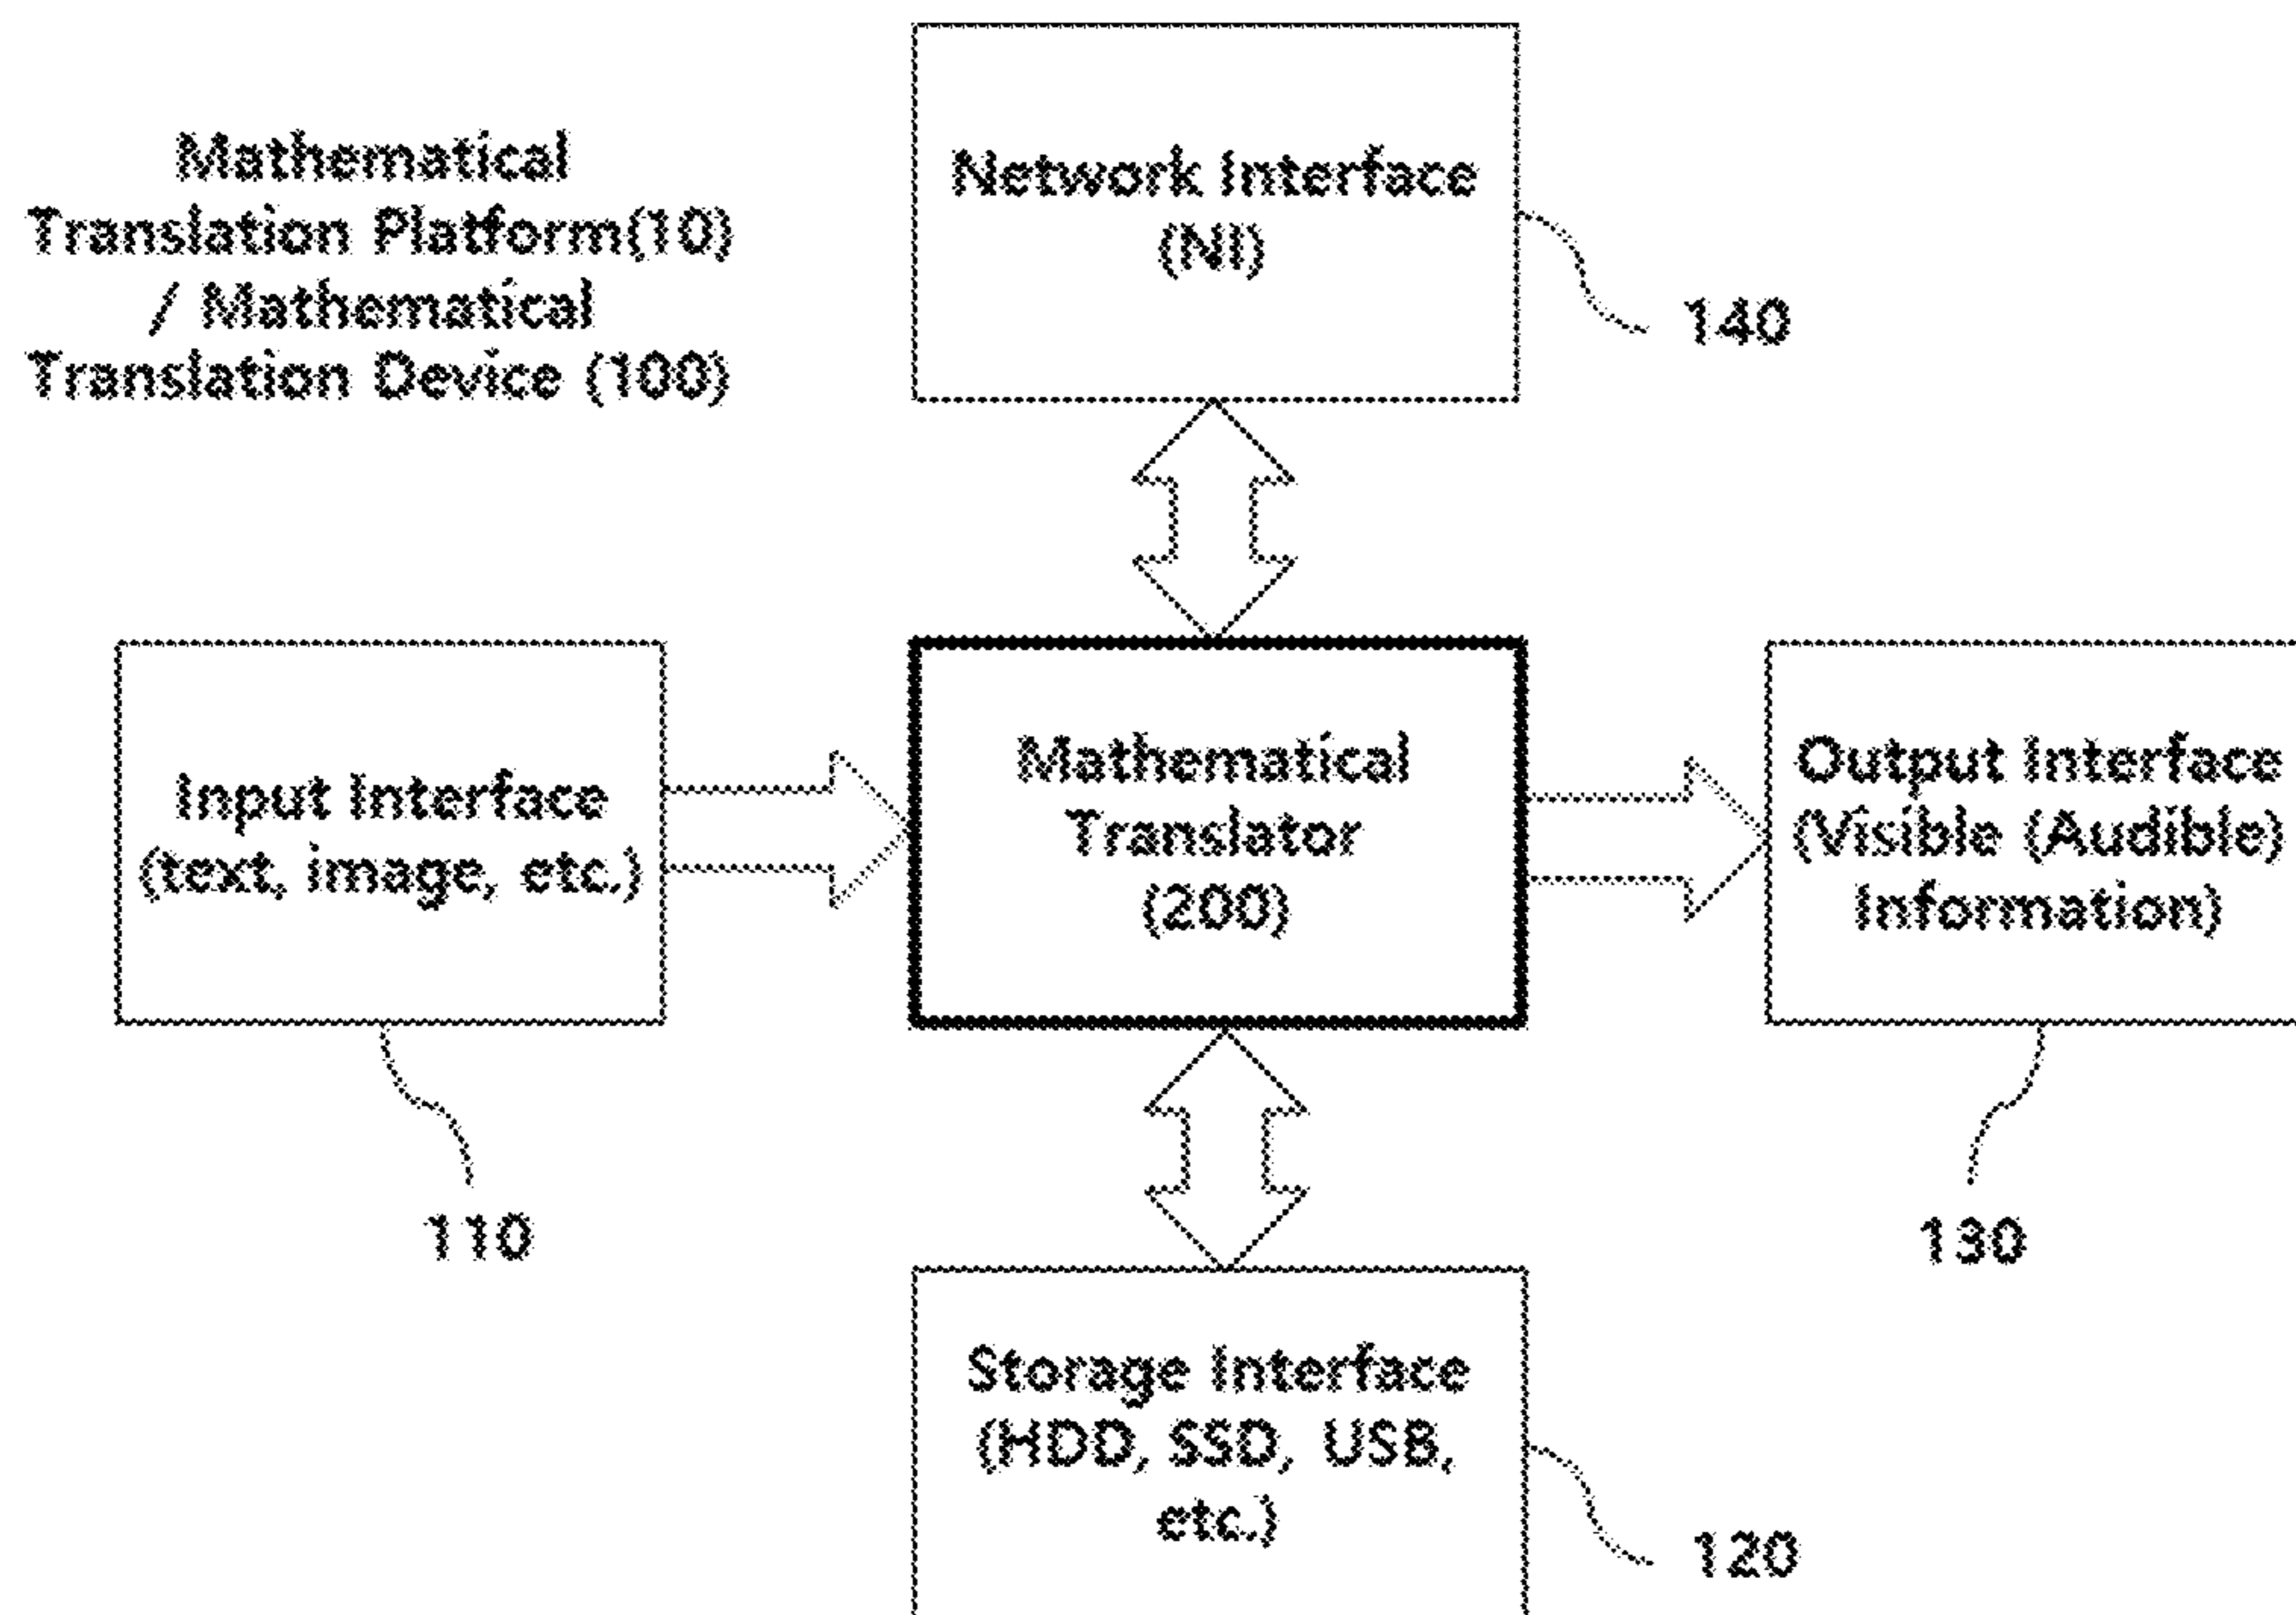 Mathematical
Translation Platform(10)
/ Mathematical
Translation Device (100)
Network Interface
(NI)
140
Input Interface
(text, image, etc.)
110
Mathematical
Translator
(200)
Output Interface
(Visible (Audible)
Information)
130
Storage Interface
(HDD, SSD, USB,
etc.)
120